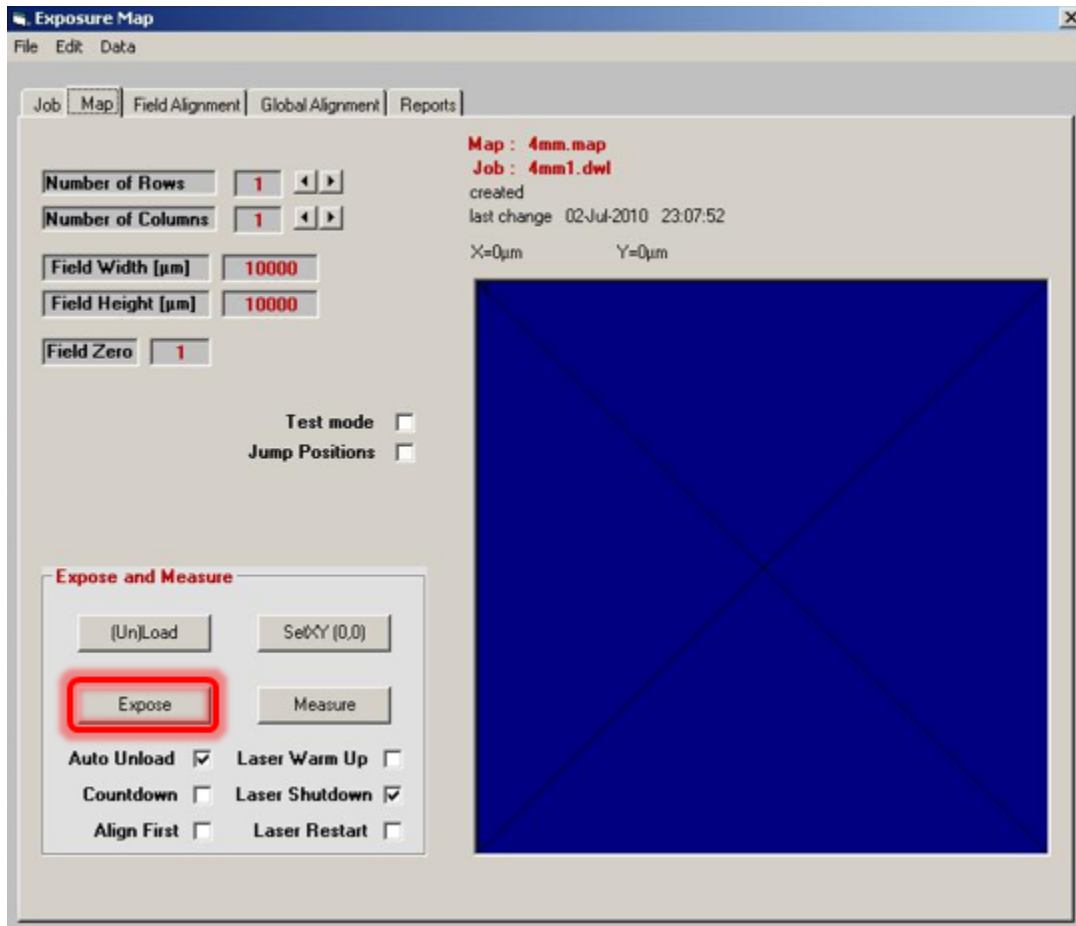 Exposure Map
File Edit Data
Job Map Field Alignment Global Alignment Reports
Map : 4mm.map
Job : 4mm1.dwl
created
last change 02-Jul-2010 23:07:52
X=0µm Y=0µm
Number of Rows 1
Number of Columns 1
Field Width [µm] 10000
Field Height [µm] 10000
Field Zero 1
Test mode
Jump Positions
Expose and Measure
(Un)Load SetXY (0,0)
Expose Measure
Auto Unload Laser Warm Up
Countdown Laser Shutdown
Align First Laser Restart